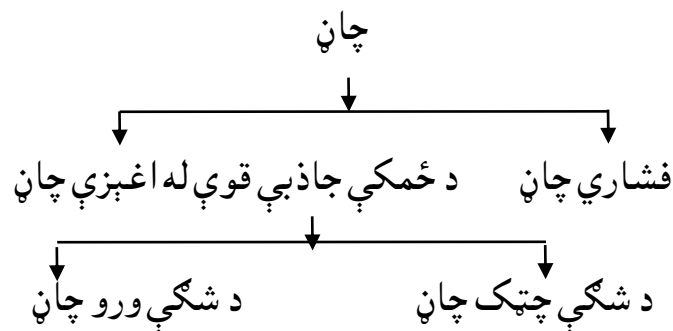 چاڼ
فشاري چاڼ    د ځمکې جاذبې قوې له اغېزې چاڼ
د شګې چټک چاڼ    د شګې ورو چاڼ